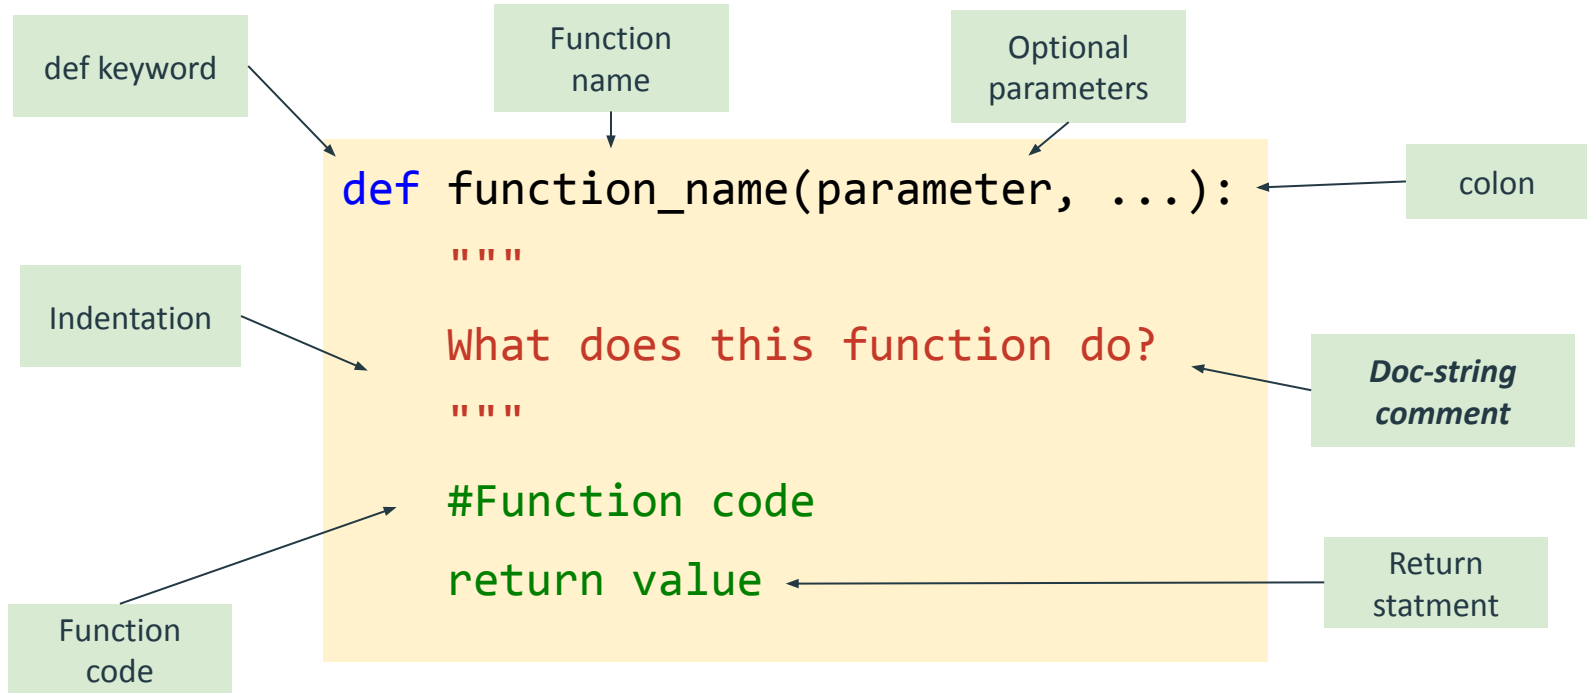 def keyword
Function
name
Optional
parameters
def function_name(parameter, ...):
colon
"""
Indentation
What does this function do?
Doc-string
comment
"""
#Function code
return value
Return
statment
Function
code